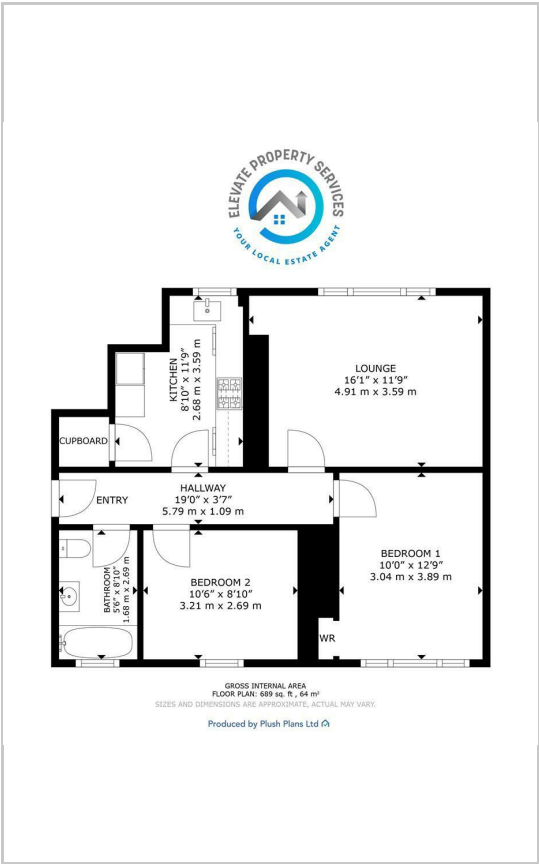 ELEVATE PROPERTY SERVICES
YOUR LOCAL ESTATE AGENT
KITCHEN
8'10" x 11'9"
2.68 m x 3.59 m
LOUNGE
16'1" x 11'9"
4.91 m x 3.59 m
CUPBOARD
HALLWAY
19'0" x 3'7"
5.79 m x 1.09 m
ENTRY
BATHROOM
5'6" x 8'10"
1.68 m x 2.69 m
BEDROOM 2
10'6" x 8'10"
3.21 m x 2.69 m
BEDROOM 1
10'0" x 12'9"
3.04 m x 3.89 m
WR
GROSS INTERNAL AREA
FLOOR PLAN: 689 sq. ft , 64 m²
SIZES AND DIMENSIONS ARE APPROXIMATE, ACTUAL MAY VARY.
Produced by Plush Plans Ltd